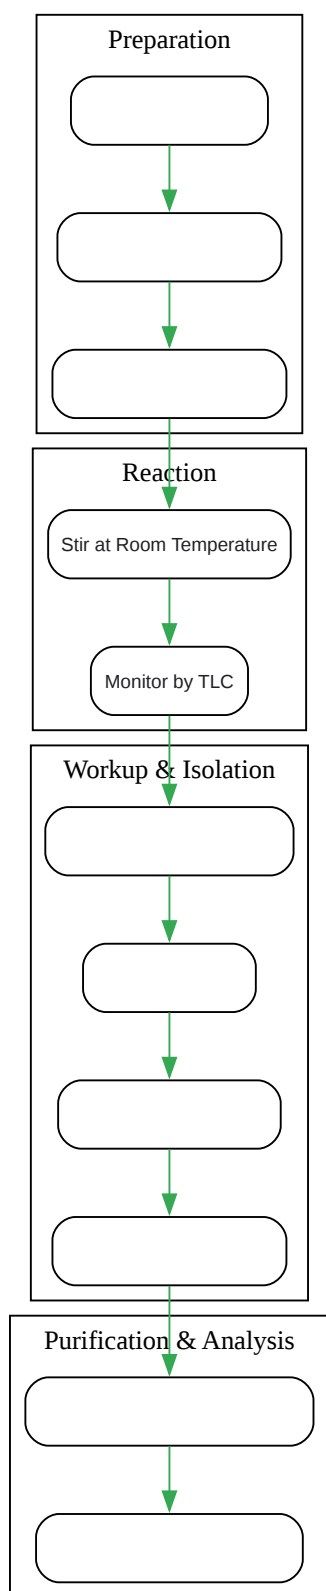 Preparation
Reaction
Stir at Room Temperature
Monitor by TLC
Workup & Isolation
Purification & Analysis